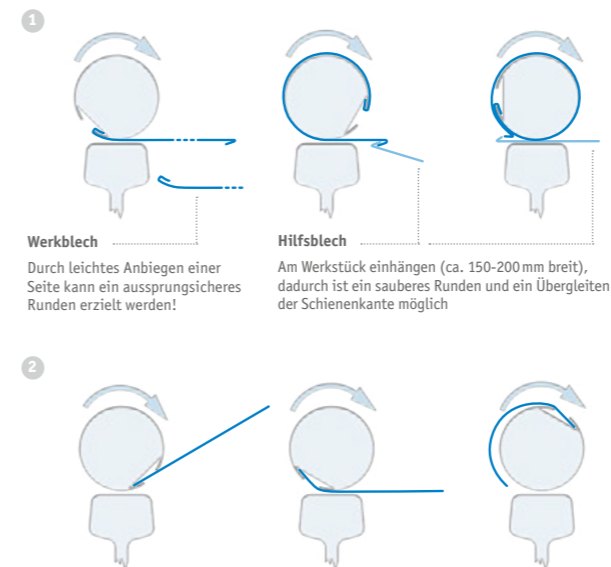 1
Werkblech
Durch leichtes Anbiegen einer
Seite kann ein aussprungsicheres
Runden erzielt werden!
Hilfsblech
Am Werkstück einhängen (ca. 150-200 mm breit),
dadurch ist ein sauberes Runden und ein Übergleiten
der Schienenkante möglich
2